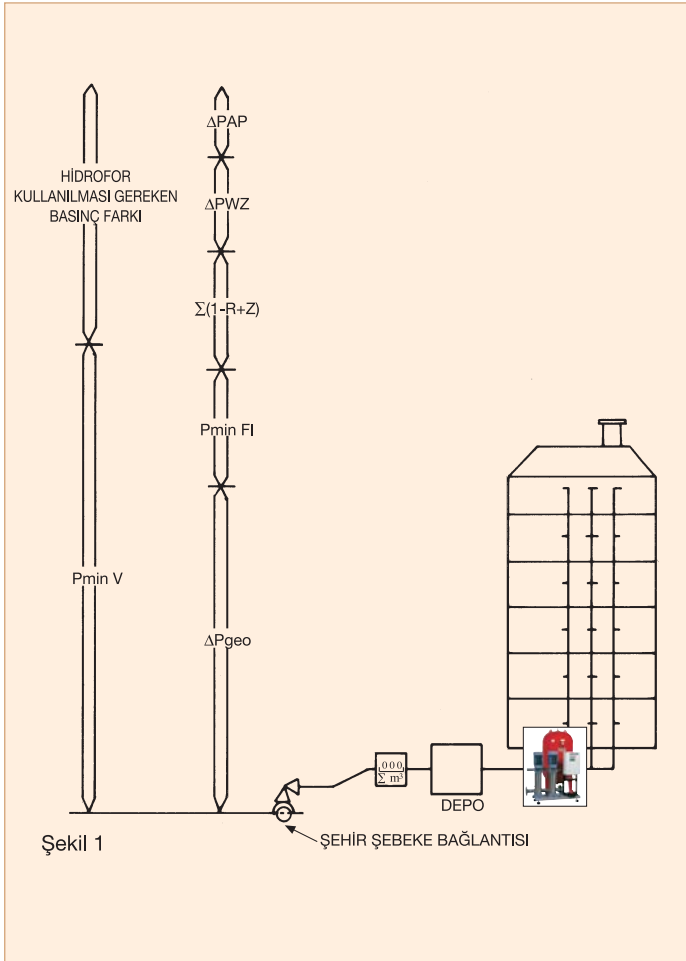 ΔPAP
HİDROFOR
KULLANILMASI GEREKEN
BASINÇ FARKI
ΔPWZ
Σ(1-R+Z)
Pmin FI
Pmin V
ΔPgeo
000
Σ m³
DEPO
Şekil 1
ŞEHİR ŞEBEKE BAĞLANTISI